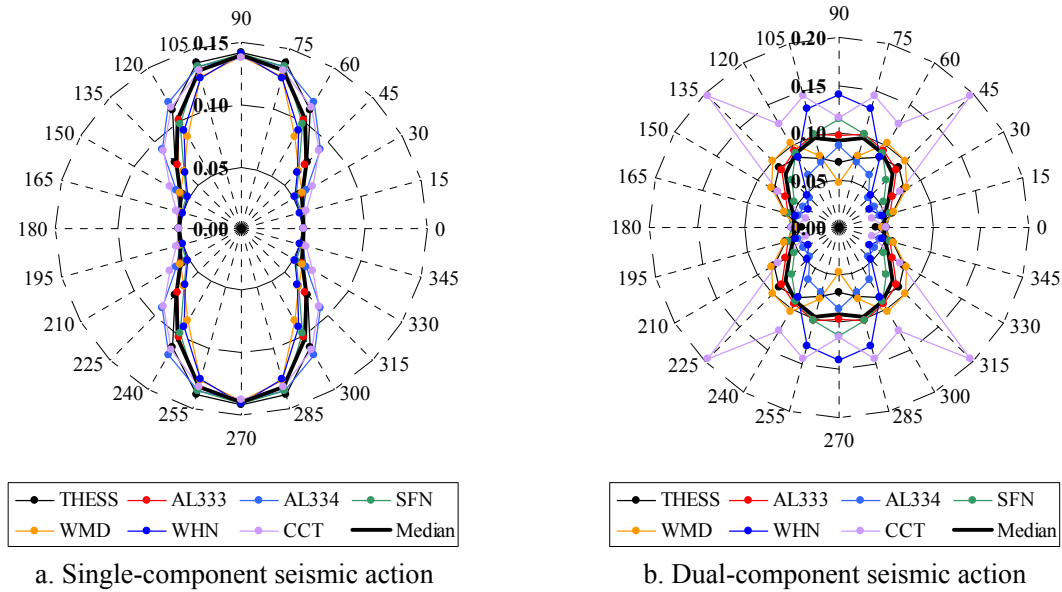 90
105 0.15 75
120 60
135 0.10 45
150 30
0.05
165 15
180 0.00 0
195 345
210 330
225 315
240 300
255 285
270
THESS AL333 AL334 SFN
WMD WHN CCT Median
a. Single-component seismic action
90
105 0.20 75
120 60
0.15
135 45
0.10
150 30
0.05
165 15
180 0.00 0
195 345
210 330
225 315
240 300
255 285
270
THESS AL333 AL334 SFN
WMD WHN CCT Median
b. Dual-component seismic action